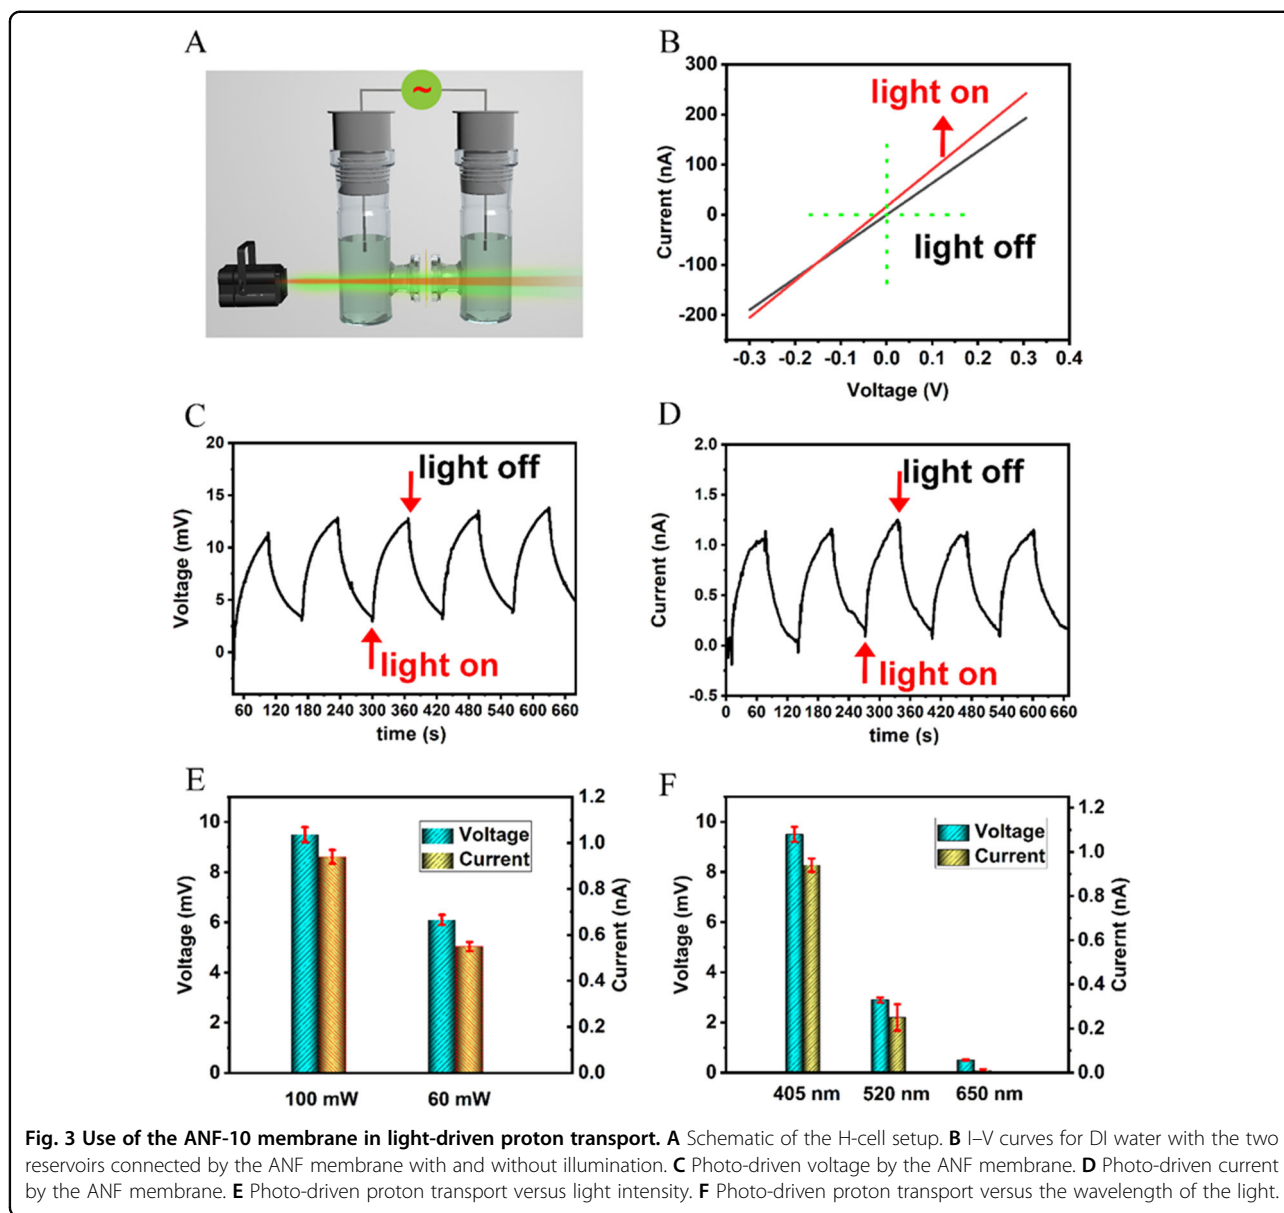 A
~
B
300
200
100
0
-100
-200
Current (nA)
light on
light off
-0.3 -0.2 -0.1 0.0 0.1 0.2 0.3 0.4
Voltage (V)
C
20
15
10
5
0
Voltage (mV)
light off
light on
60 120 180 240 300 360 420 480 540 600 660
time (s)
D
2.0
1.5
1.0
0.5
0.0
-0.5
Current (nA)
light off
light on
0 60 120 180 240 300 360 420 480 540 600 660
time (s)
E
10
8
6
4
2
0
Voltage (mV)
Voltage
Current
1.2
1.0
0.8
0.6
0.4
0.2
0.0
Current (nA)
100 mW 60 mW
F
10
8
6
4
2
0
Voltage (mV)
Voltage
Current
1.2
1.0
0.8
0.6
0.4
0.2
0.0
Curernt (nA)
405 nm 520 nm 650 nm
Fig. 3 Use of the ANF-10 membrane in light-driven proton transport. A Schematic of the H-cell setup. B I–V curves for DI water with the two
reservoirs connected by the ANF membrane with and without illumination. C Photo-driven voltage by the ANF membrane. D Photo-driven current
by the ANF membrane. E Photo-driven proton transport versus light intensity. F Photo-driven proton transport versus the wavelength of the light.